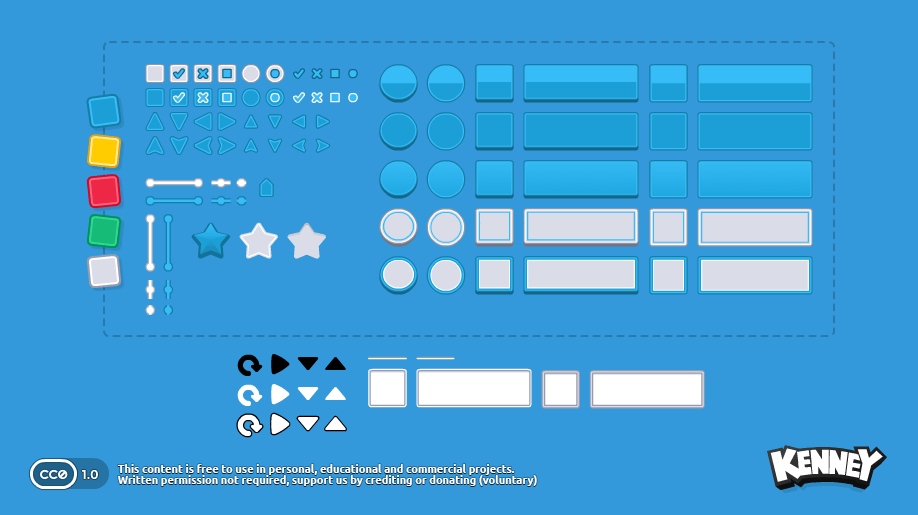 CC0 1.0
This content is free to use in personal, educational and commercial projects.
Written permission not required, support us by crediting or donating (voluntary)
KENNEY